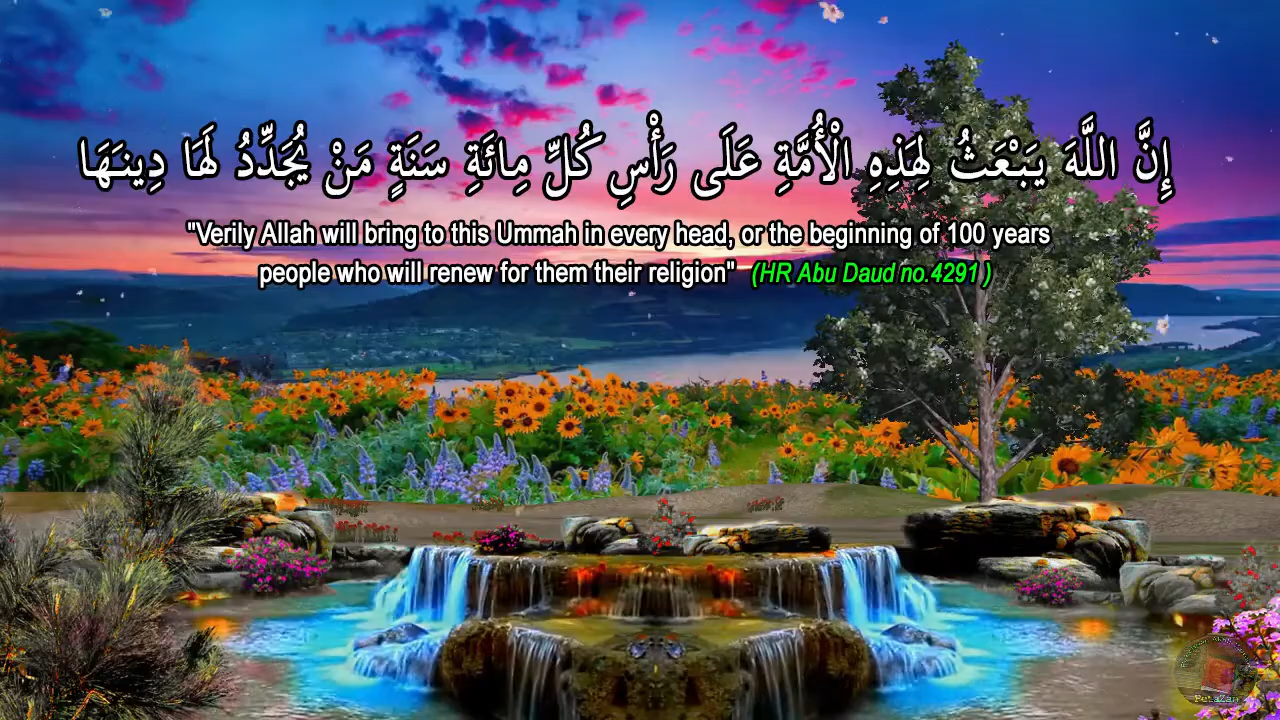 إِنَّ اللَّهَ يَبْعَثُ لِهَذِهِ الْأُمَّةِ عَلَى رَأْسِ كُلِّ مِائَةِ سَنَةٍ مَنْ يُجَدِّدُ لَهَا دِينَهَا
"Verily Allah will bring to this Ummah in every head, or the beginning of 100 years
people who will renew for them their religion" (HR Abu Daud no.4291 )
PetaZan